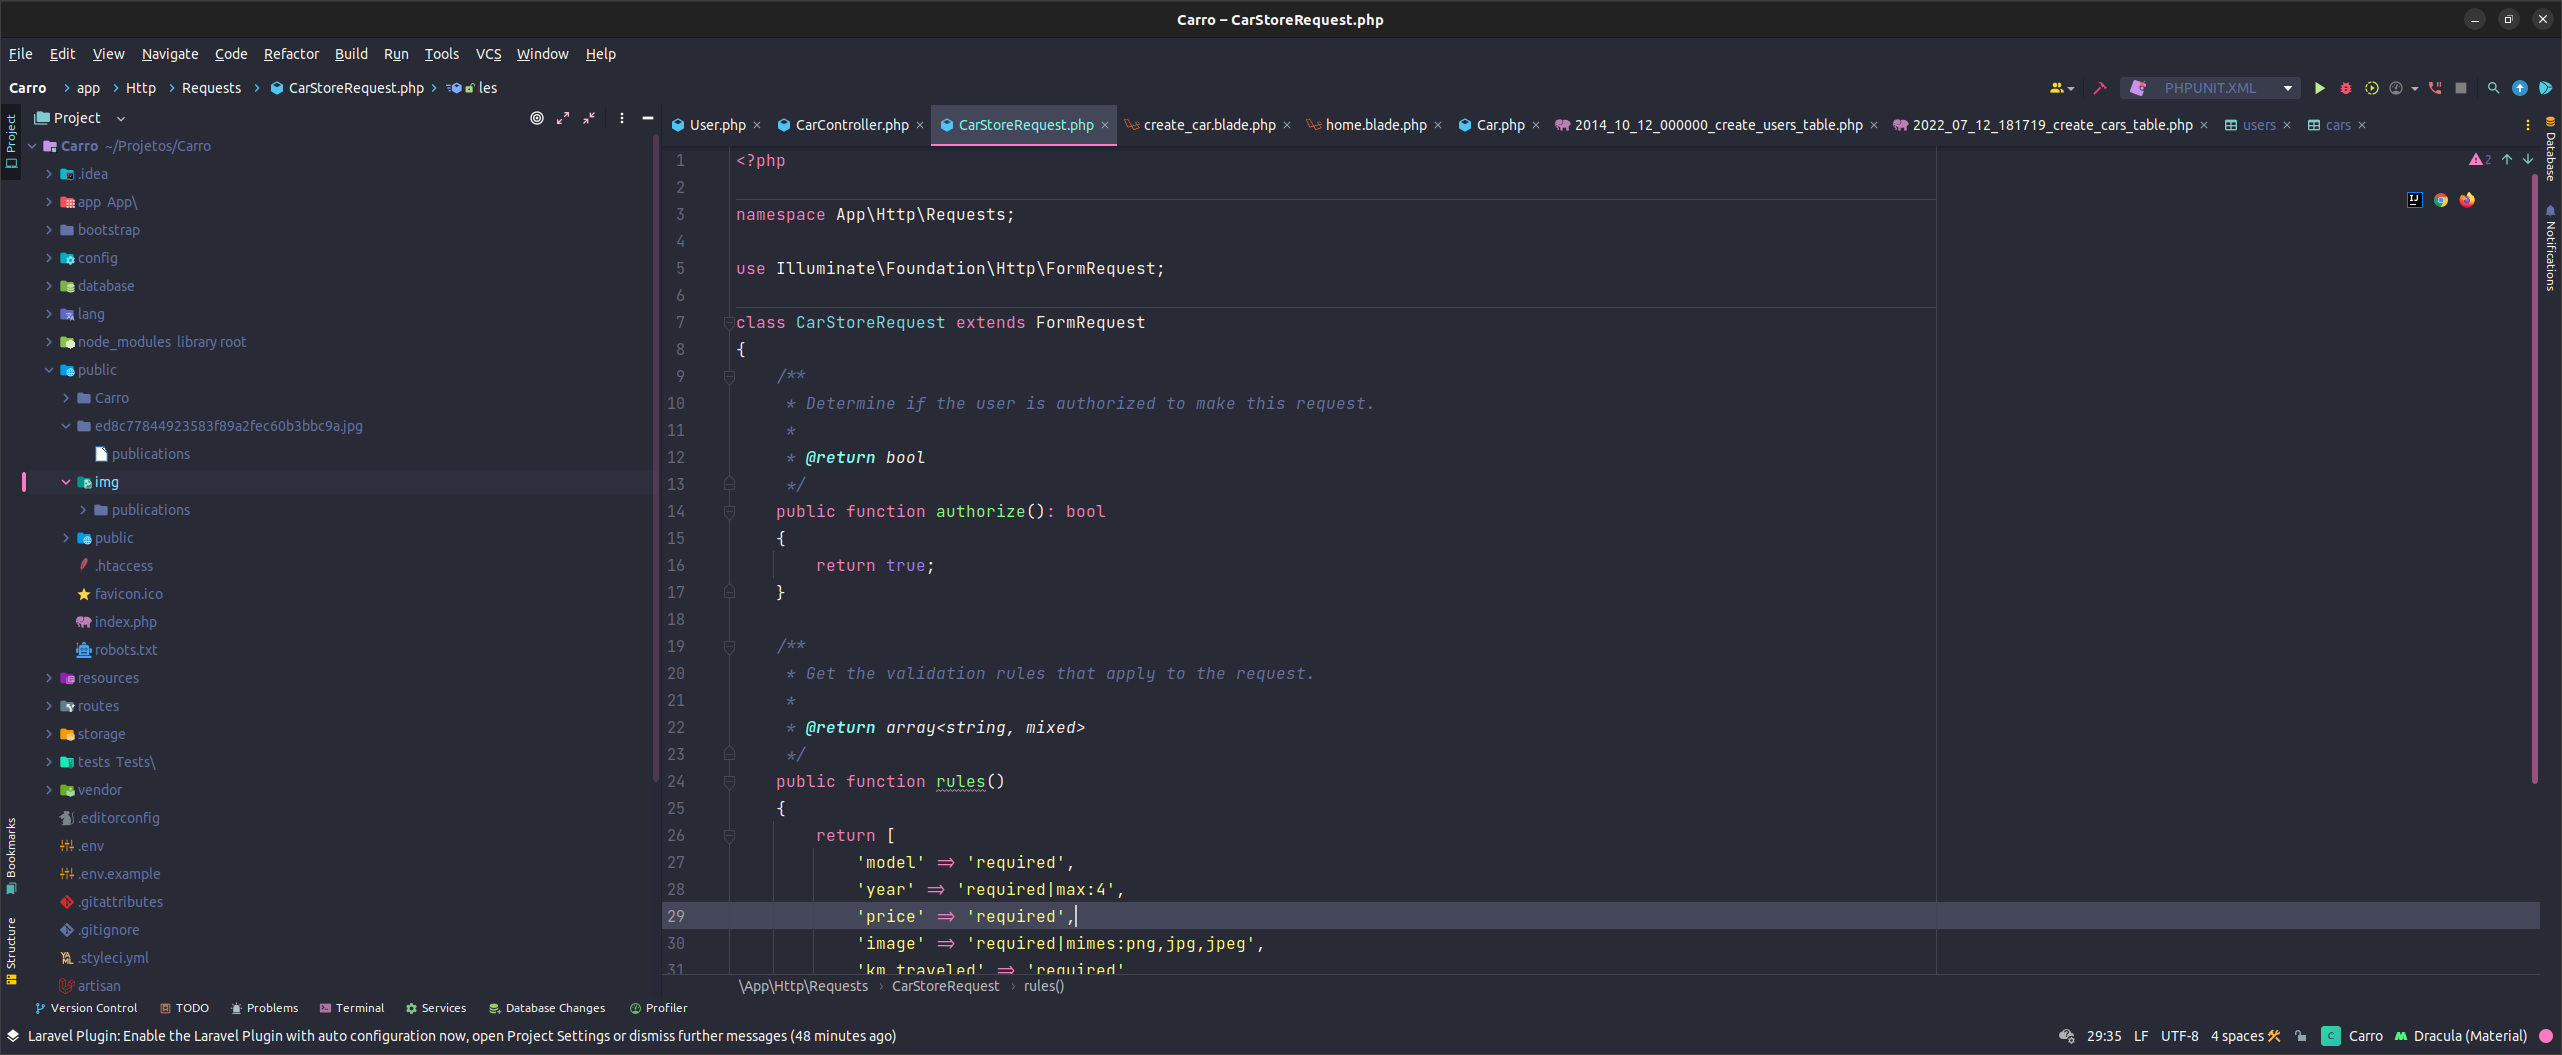 Carro – CarStoreRequest.php
File Edit View Navigate Code Refactor Build Run Tools VCS Window Help
Carro app Http Requests CarStoreRequest.php les
PHPUNIT.XML
Project
User.php CarController.php CarStoreRequest.php create_car.blade.php home.blade.php Car.php 2014_10_12_000000_create_users_table.php 2022_07_12_181719_create_cars_table.php users cars
Project
Bookmarks
Structure
Carro ~/Projetos/Carro
.idea
app App\
bootstrap
config
database
lang
node_modules library root
public
Carro
ed8c77844923583f89a2fec60b3bbc9a.jpg
publications
img
publications
public
.htaccess
favicon.ico
index.php
robots.txt
resources
routes
storage
tests Tests\
vendor
.editorconfig
.env
.env.example
.gitattributes
.gitignore
.styleci.yml
artisan
1 <?php
2
3 namespace App\Http\Requests;
4
5 use Illuminate\Foundation\Http\FormRequest;
6
7 class CarStoreRequest extends FormRequest
8 {
9 /**
10 * Determine if the user is authorized to make this request.
11 *
12 * @return bool
13 */
14 public function authorize(): bool
15 {
16 return true;
17 }
18
19 /**
20 * Get the validation rules that apply to the request.
21 *
22 * @return array<string, mixed>
23 */
24 public function rules()
25 {
26 return [
27 'model' => 'required',
28 'year' => 'required|max:4',
29 'price' => 'required',
30 'image' => 'required|mimes:png,jpg,jpeg',
31 'km_traveled' => 'required'
2
Database
Notifications
\App\Http\Requests CarStoreRequest rules()
Version Control TODO Problems Terminal Services Database Changes Profiler
Laravel Plugin: Enable the Laravel Plugin with auto configuration now, open Project Settings or dismiss further messages (48 minutes ago)
29:35 LF UTF-8 4 spaces C Carro Dracula (Material)